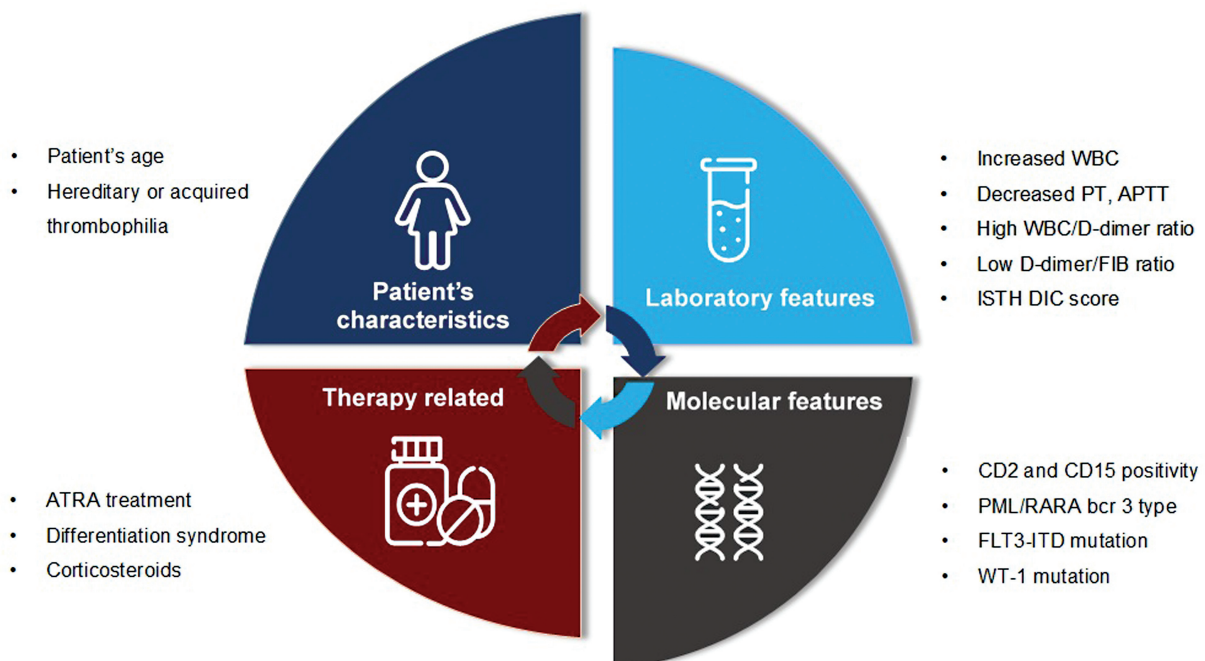 Patient's
characteristics
• Patient's age
• Hereditary or acquired
thrombophilia
Laboratory features
• Increased WBC
• Decreased PT, APTT
• High WBC/D-dimer ratio
• Low D-dimer/FIB ratio
• ISTH DIC score
Therapy related
• ATRA treatment
• Differentiation syndrome
• Corticosteroids
Molecular features
• CD2 and CD15 positivity
• PML/RARA bcr 3 type
• FLT3-ITD mutation
• WT-1 mutation